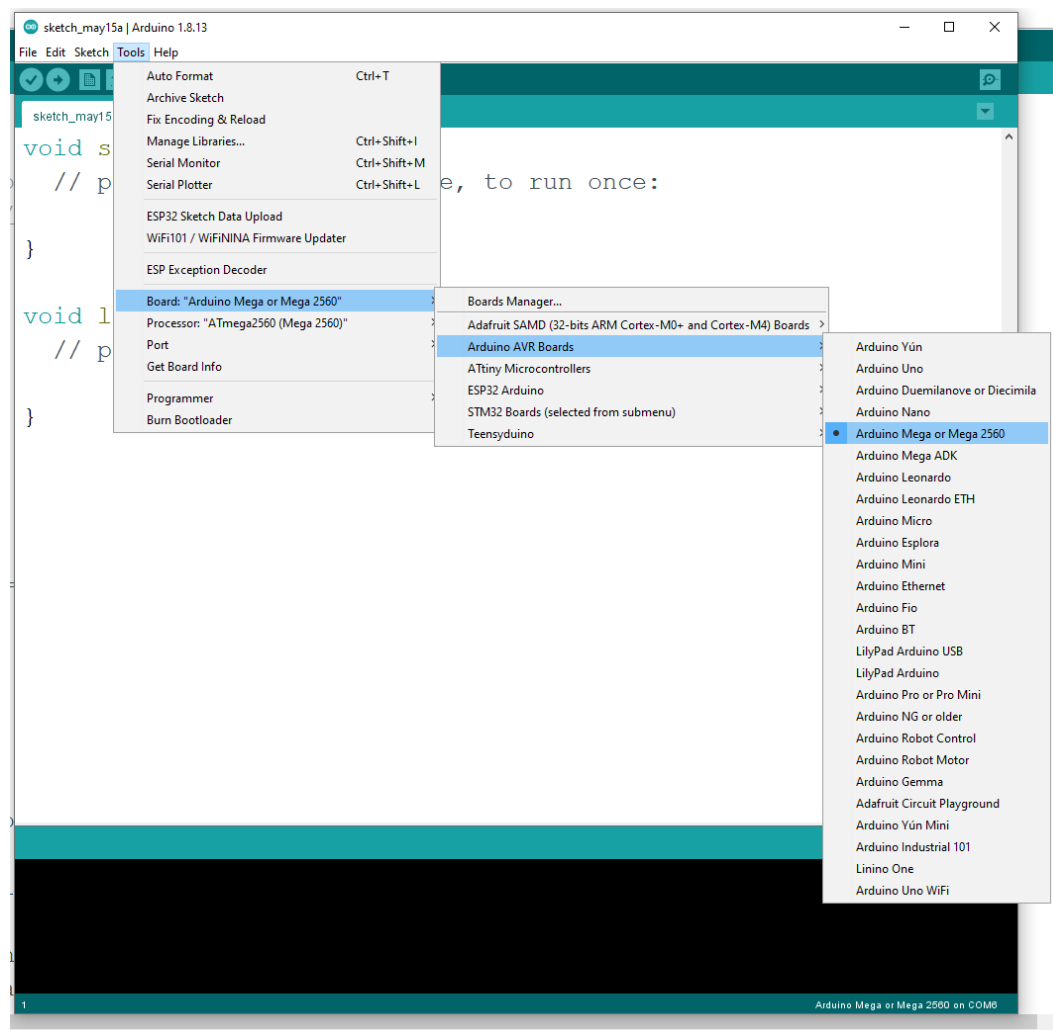 sketch_may15a | Arduino 1.8.13
File Edit Sketch Tools Help
sketch_may15
void s
// p
e, to run once:
}
void l
// p
}
Auto Format Ctrl+T
Archive Sketch
Fix Encoding & Reload
Manage Libraries... Ctrl+Shift+I
Serial Monitor Ctrl+Shift+M
Serial Plotter Ctrl+Shift+L
ESP32 Sketch Data Upload
WiFi101 / WiFiNINA Firmware Updater
ESP Exception Decoder
Board: "Arduino Mega or Mega 2560"
Processor: "ATmega2560 (Mega 2560)"
Port
Get Board Info
Programmer
Burn Bootloader
Boards Manager...
Adafruit SAMD (32-bits ARM Cortex-M0+ and Cortex-M4) Boards
Arduino AVR Boards
ATtiny Microcontrollers
ESP32 Arduino
STM32 Boards (selected from submenu)
Teensyduino
Arduino Yún
Arduino Uno
Arduino Duemilanove or Diecimila
Arduino Nano
Arduino Mega or Mega 2560
Arduino Mega ADK
Arduino Leonardo
Arduino Leonardo ETH
Arduino Micro
Arduino Esplora
Arduino Mini
Arduino Ethernet
Arduino Fio
Arduino BT
LilyPad Arduino USB
LilyPad Arduino
Arduino Pro or Pro Mini
Arduino NG or older
Arduino Robot Control
Arduino Robot Motor
Arduino Gemma
Adafruit Circuit Playground
Arduino Yún Mini
Arduino Industrial 101
Linino One
Arduino Uno WiFi
1
Arduino Mega or Mega 2560 on COM6